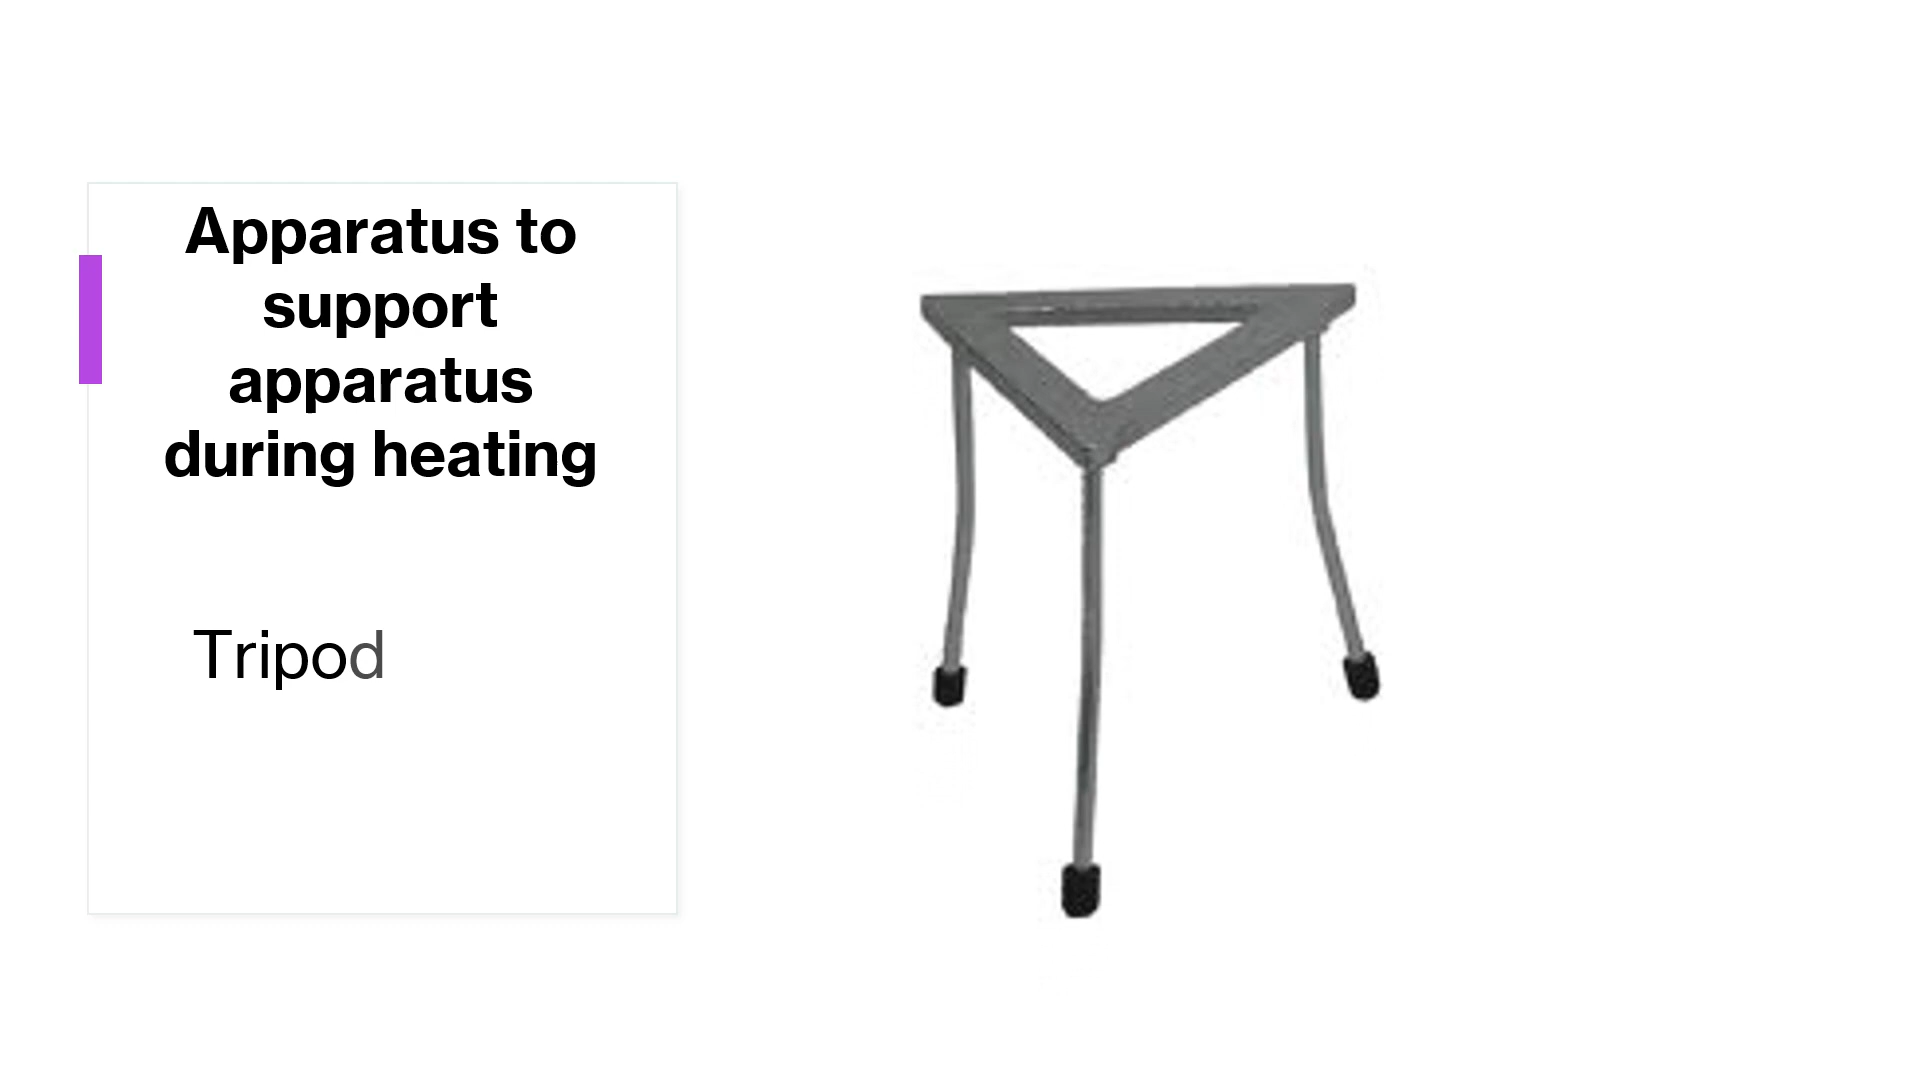 Apparatus to
support
apparatus
during heating
Tripod